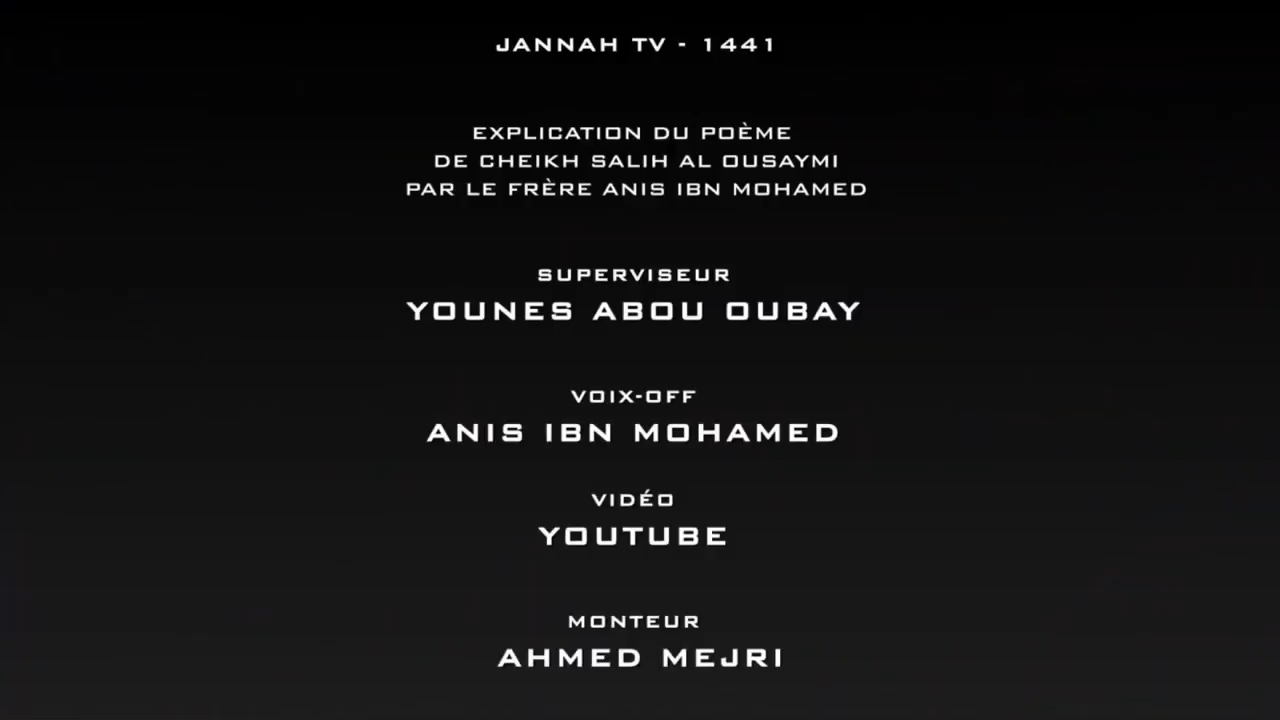 JANNAH TV - 1441
EXPLICATION DU POÈME
DE CHEIKH SALIH AL OUSAYMI
PAR LE FRÈRE ANIS IBN MOHAMED
SUPERVISEUR
YOUNES ABOU OUBAY
VOIX-OFF
ANIS IBN MOHAMED
VIDÉO
YOUTUBE
MONTEUR
AHMED MEJRI